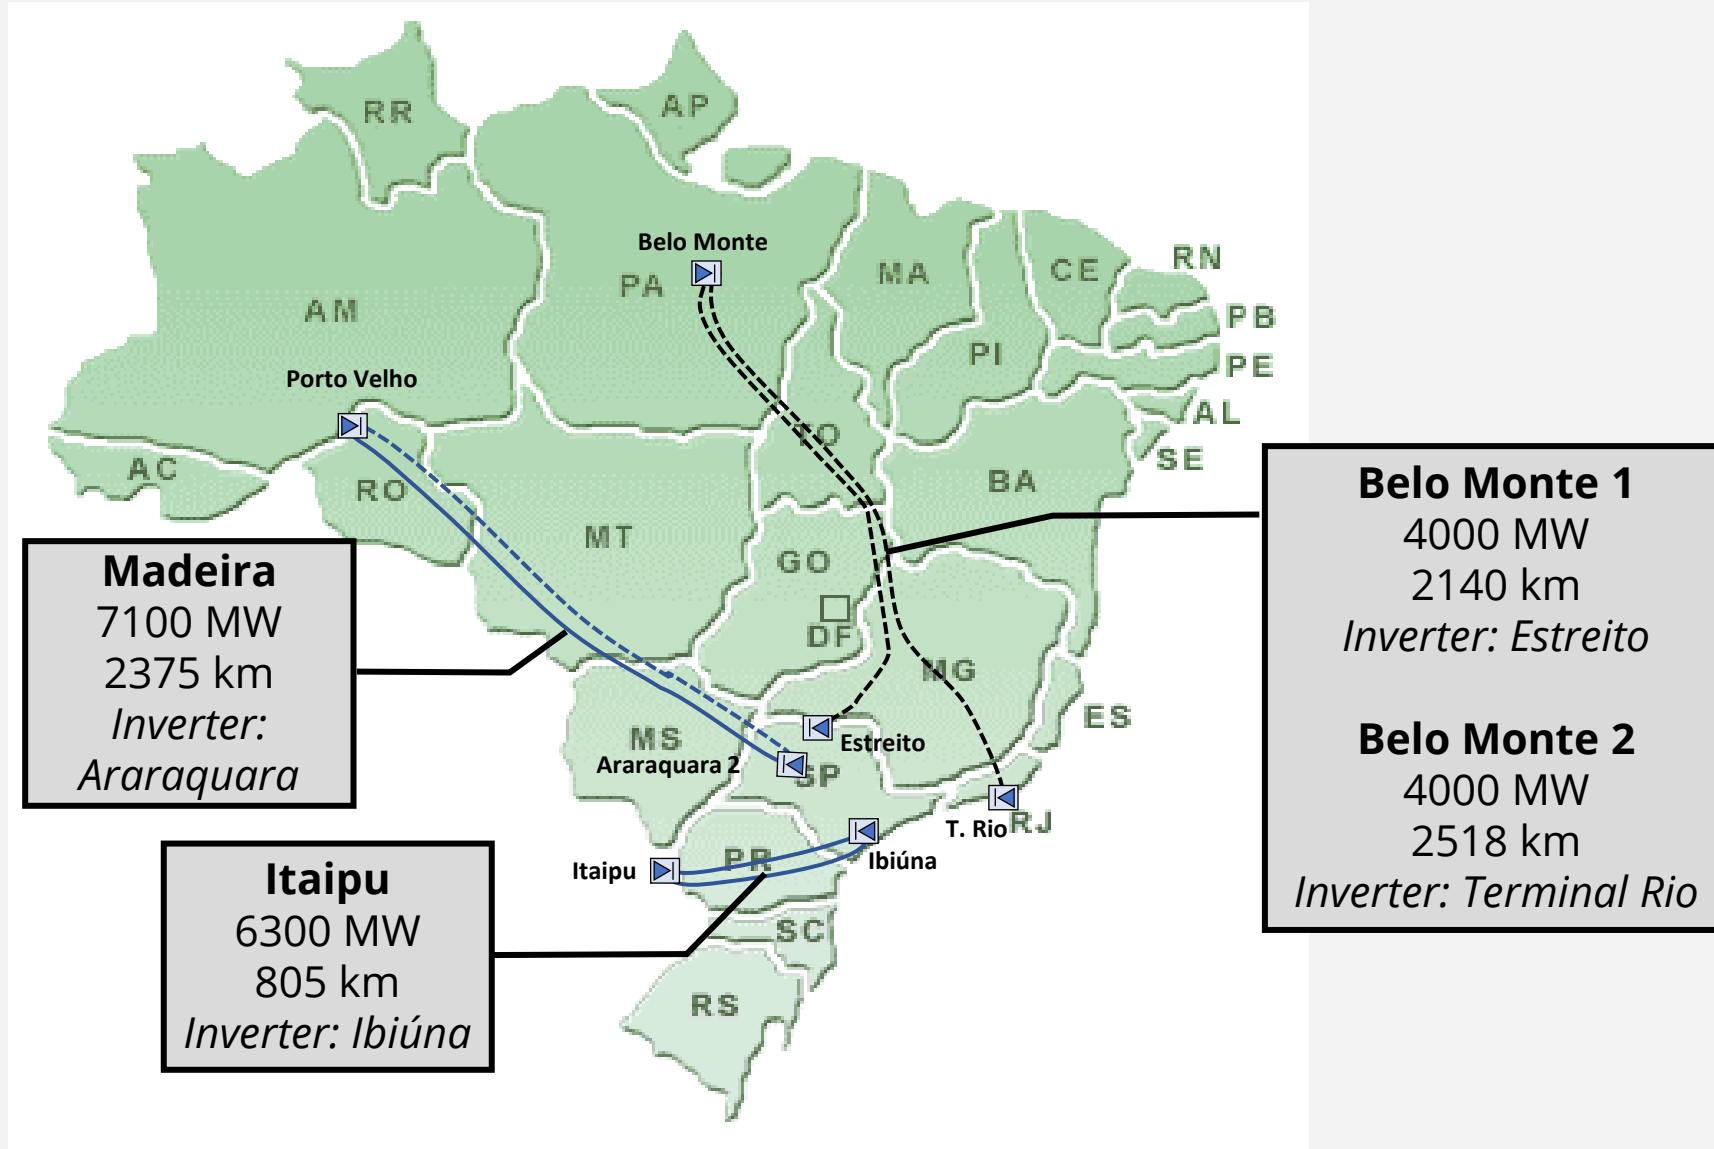 RR
AP
Belo Monte
PA
MA
CE
RN
AM
PB
PI
PE
Porto Velho
AL
TO
SE
AC
RO
BA
MT
GO
DF
MG
ES
MS
Estreito
Araraquara 2
SP
T. Rio
RJ
Ibiúna
PR
Itaipu
SC
RS
Madeira
7100 MW
2375 km
Inverter:
Araraquara
Itaipu
6300 MW
805 km
Inverter: Ibiúna
Belo Monte 1
4000 MW
2140 km
Inverter: Estreito
Belo Monte 2
4000 MW
2518 km
Inverter: Terminal Rio